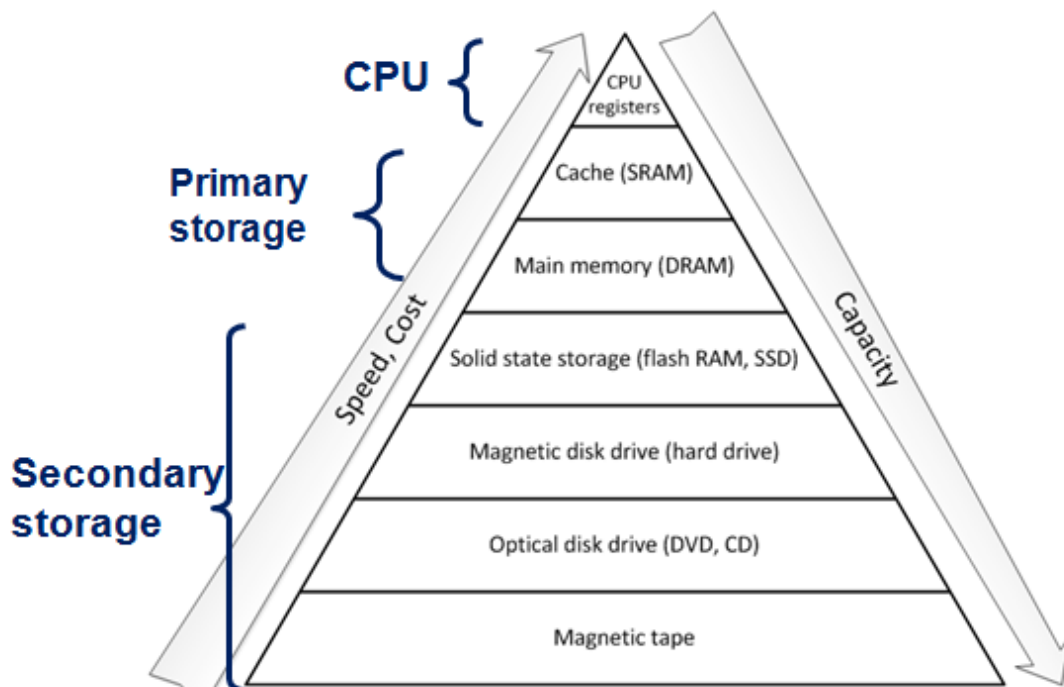 CPU
CPU
registers
Primary
storage
Cache (SRAM)
Main memory (DRAM)
Speed, Cost
Capacity
Solid state storage (flash RAM, SSD)
Secondary
storage
Magnetic disk drive (hard drive)
Optical disk drive (DVD, CD)
Magnetic tape